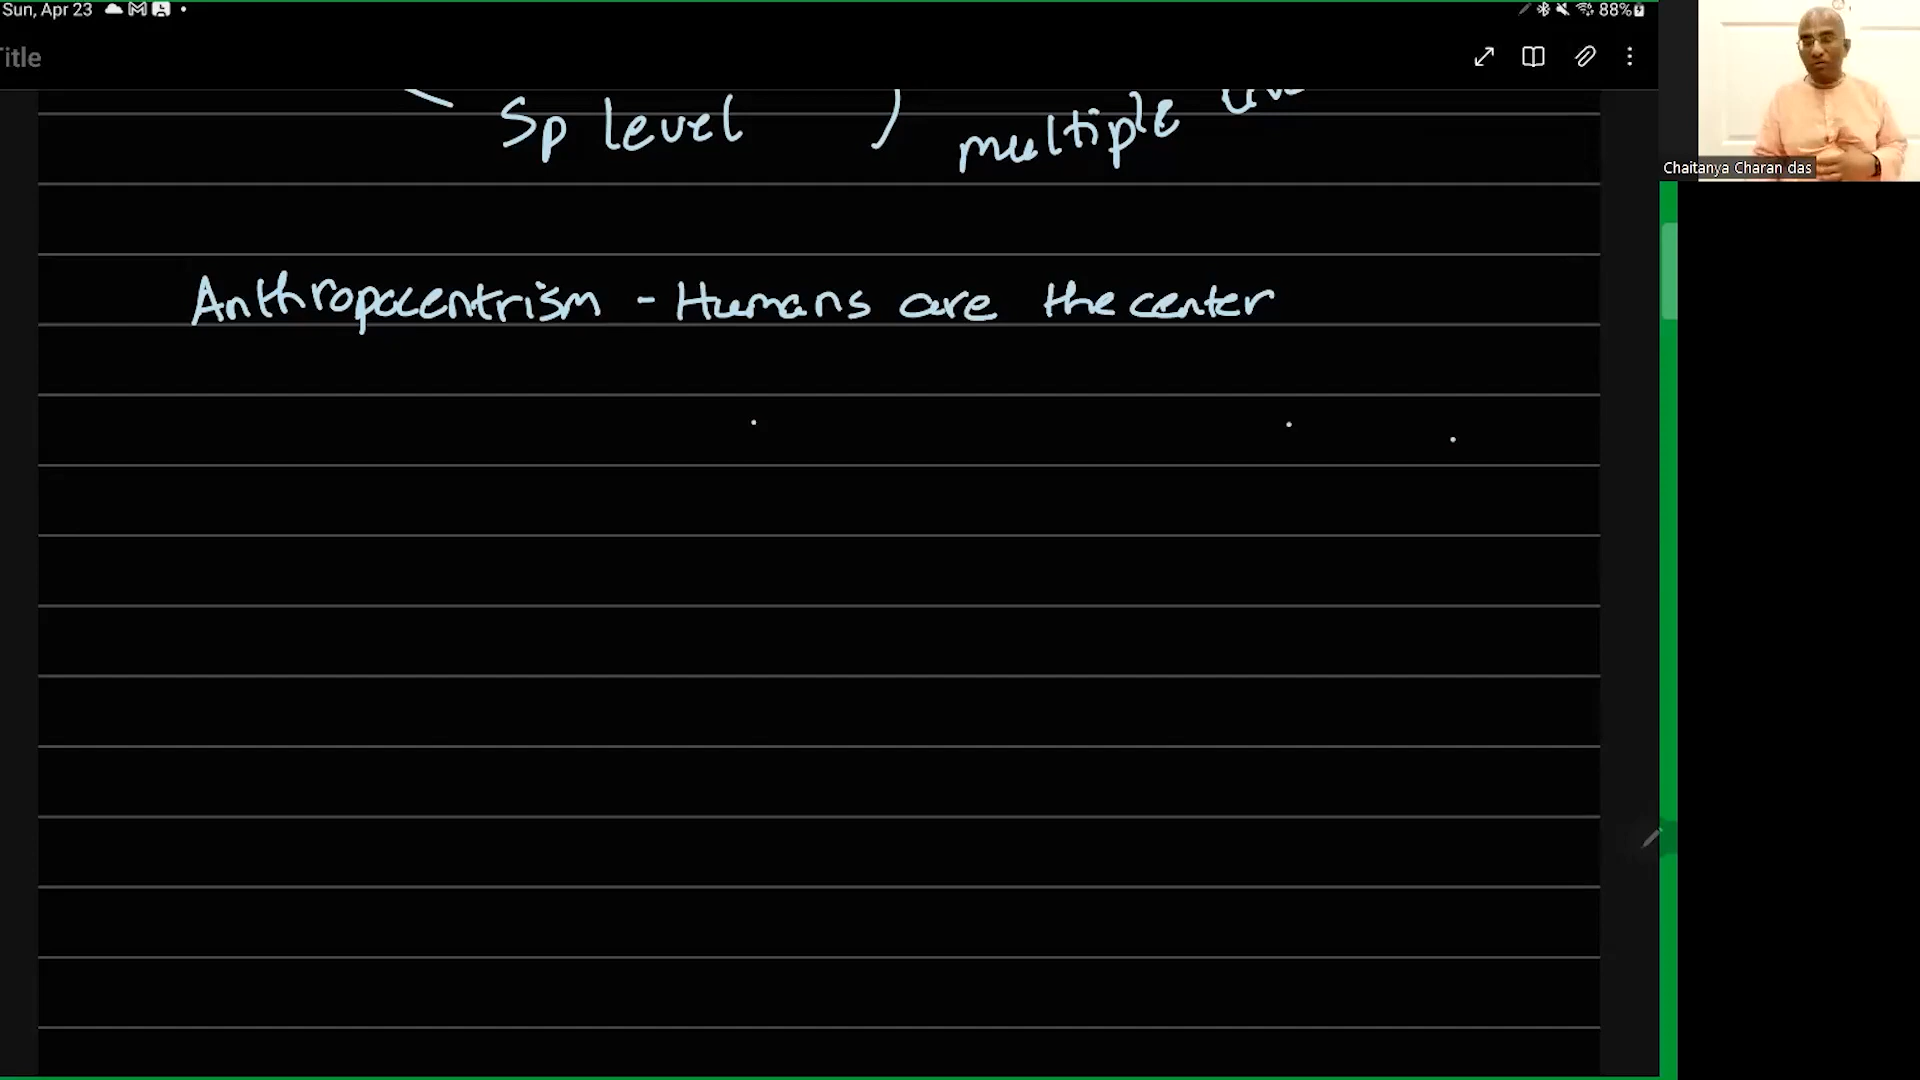 Sun, Apr 23
88%
Title
Sp level ) multiple
Anthropocentrism - Humans are the center
Chaitanya Charan das